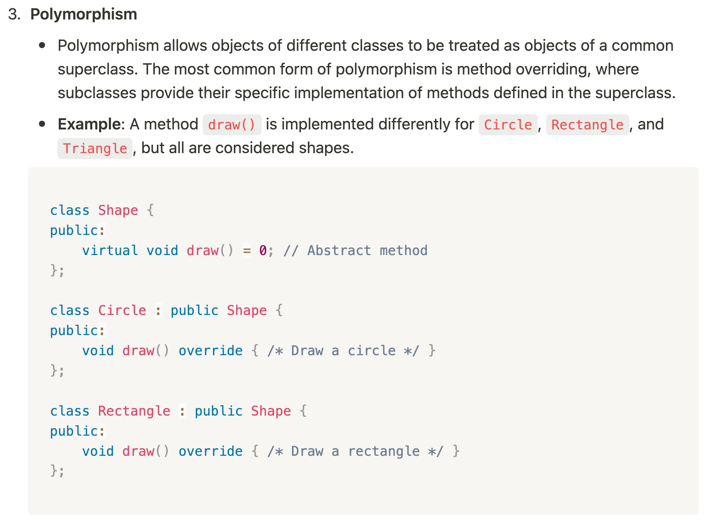 3. Polymorphism
• Polymorphism allows objects of different classes to be treated as objects of a common
superclass. The most common form of polymorphism is method overriding, where
subclasses provide their specific implementation of methods defined in the superclass.
• Example: A method draw() is implemented differently for Circle , Rectangle , and
Triangle , but all are considered shapes.
class Shape {
public:
    virtual void draw() = 0; // Abstract method
};
class Circle : public Shape {
public:
    void draw() override { /* Draw a circle */ }
};
class Rectangle : public Shape {
public:
    void draw() override { /* Draw a rectangle */ }
};